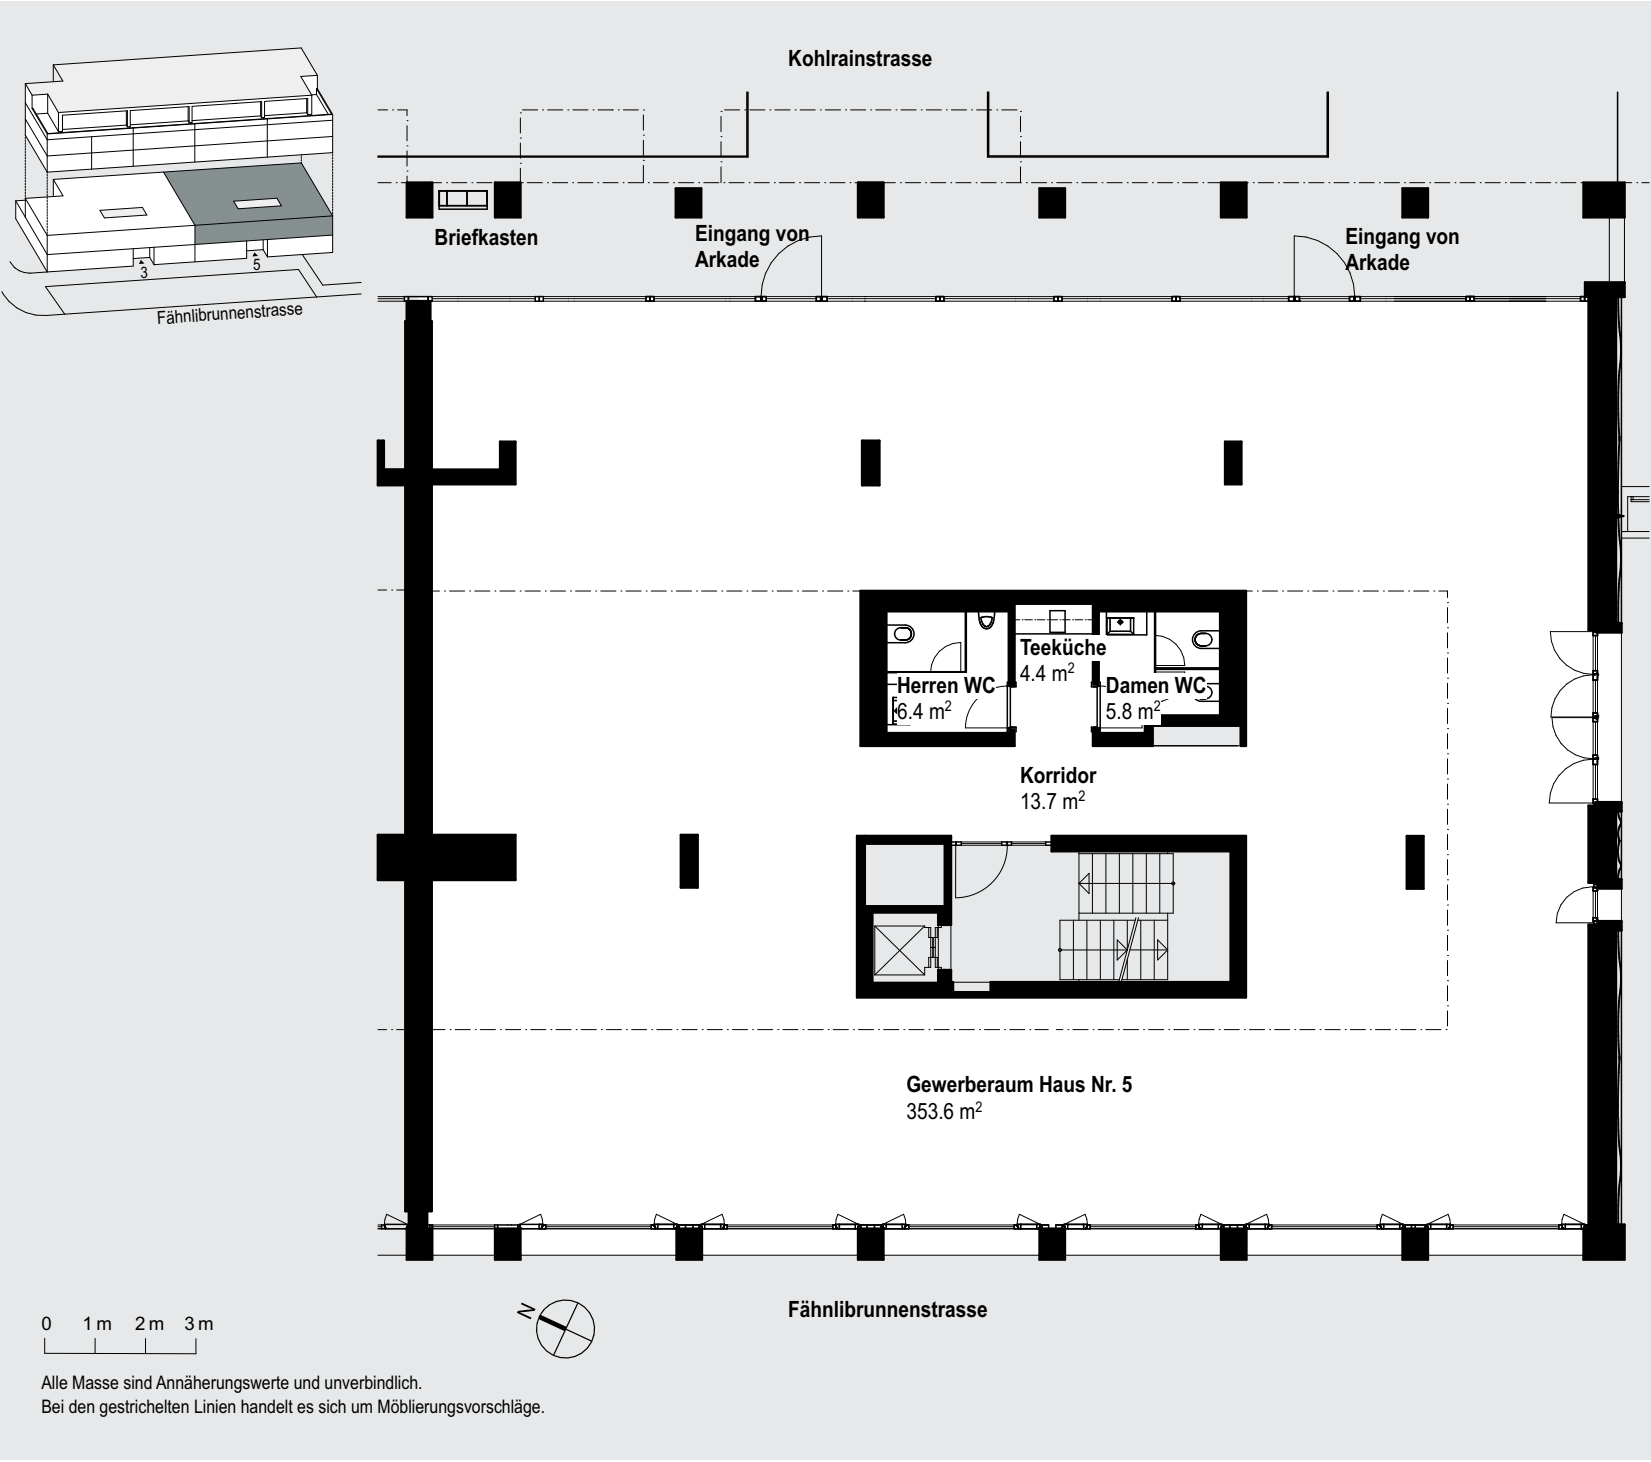 Kohlrainstrasse
Briefkasten
Eingang von
Arkade
Eingang von
Arkade
3
5
Fähnlibrunnenstrasse
Teeküche
4.4 m²
Herren WC
6.4 m²
Damen WC
5.8 m²
Korridor
13.7 m²
Gewerberaum Haus Nr. 5
353.6 m²
Fähnlibrunnenstrasse
N
0 1 m 2 m 3 m
Alle Masse sind Annäherungswerte und unverbindlich.
Bei den gestrichelten Linien handelt es sich um Möblierungsvorschläge.